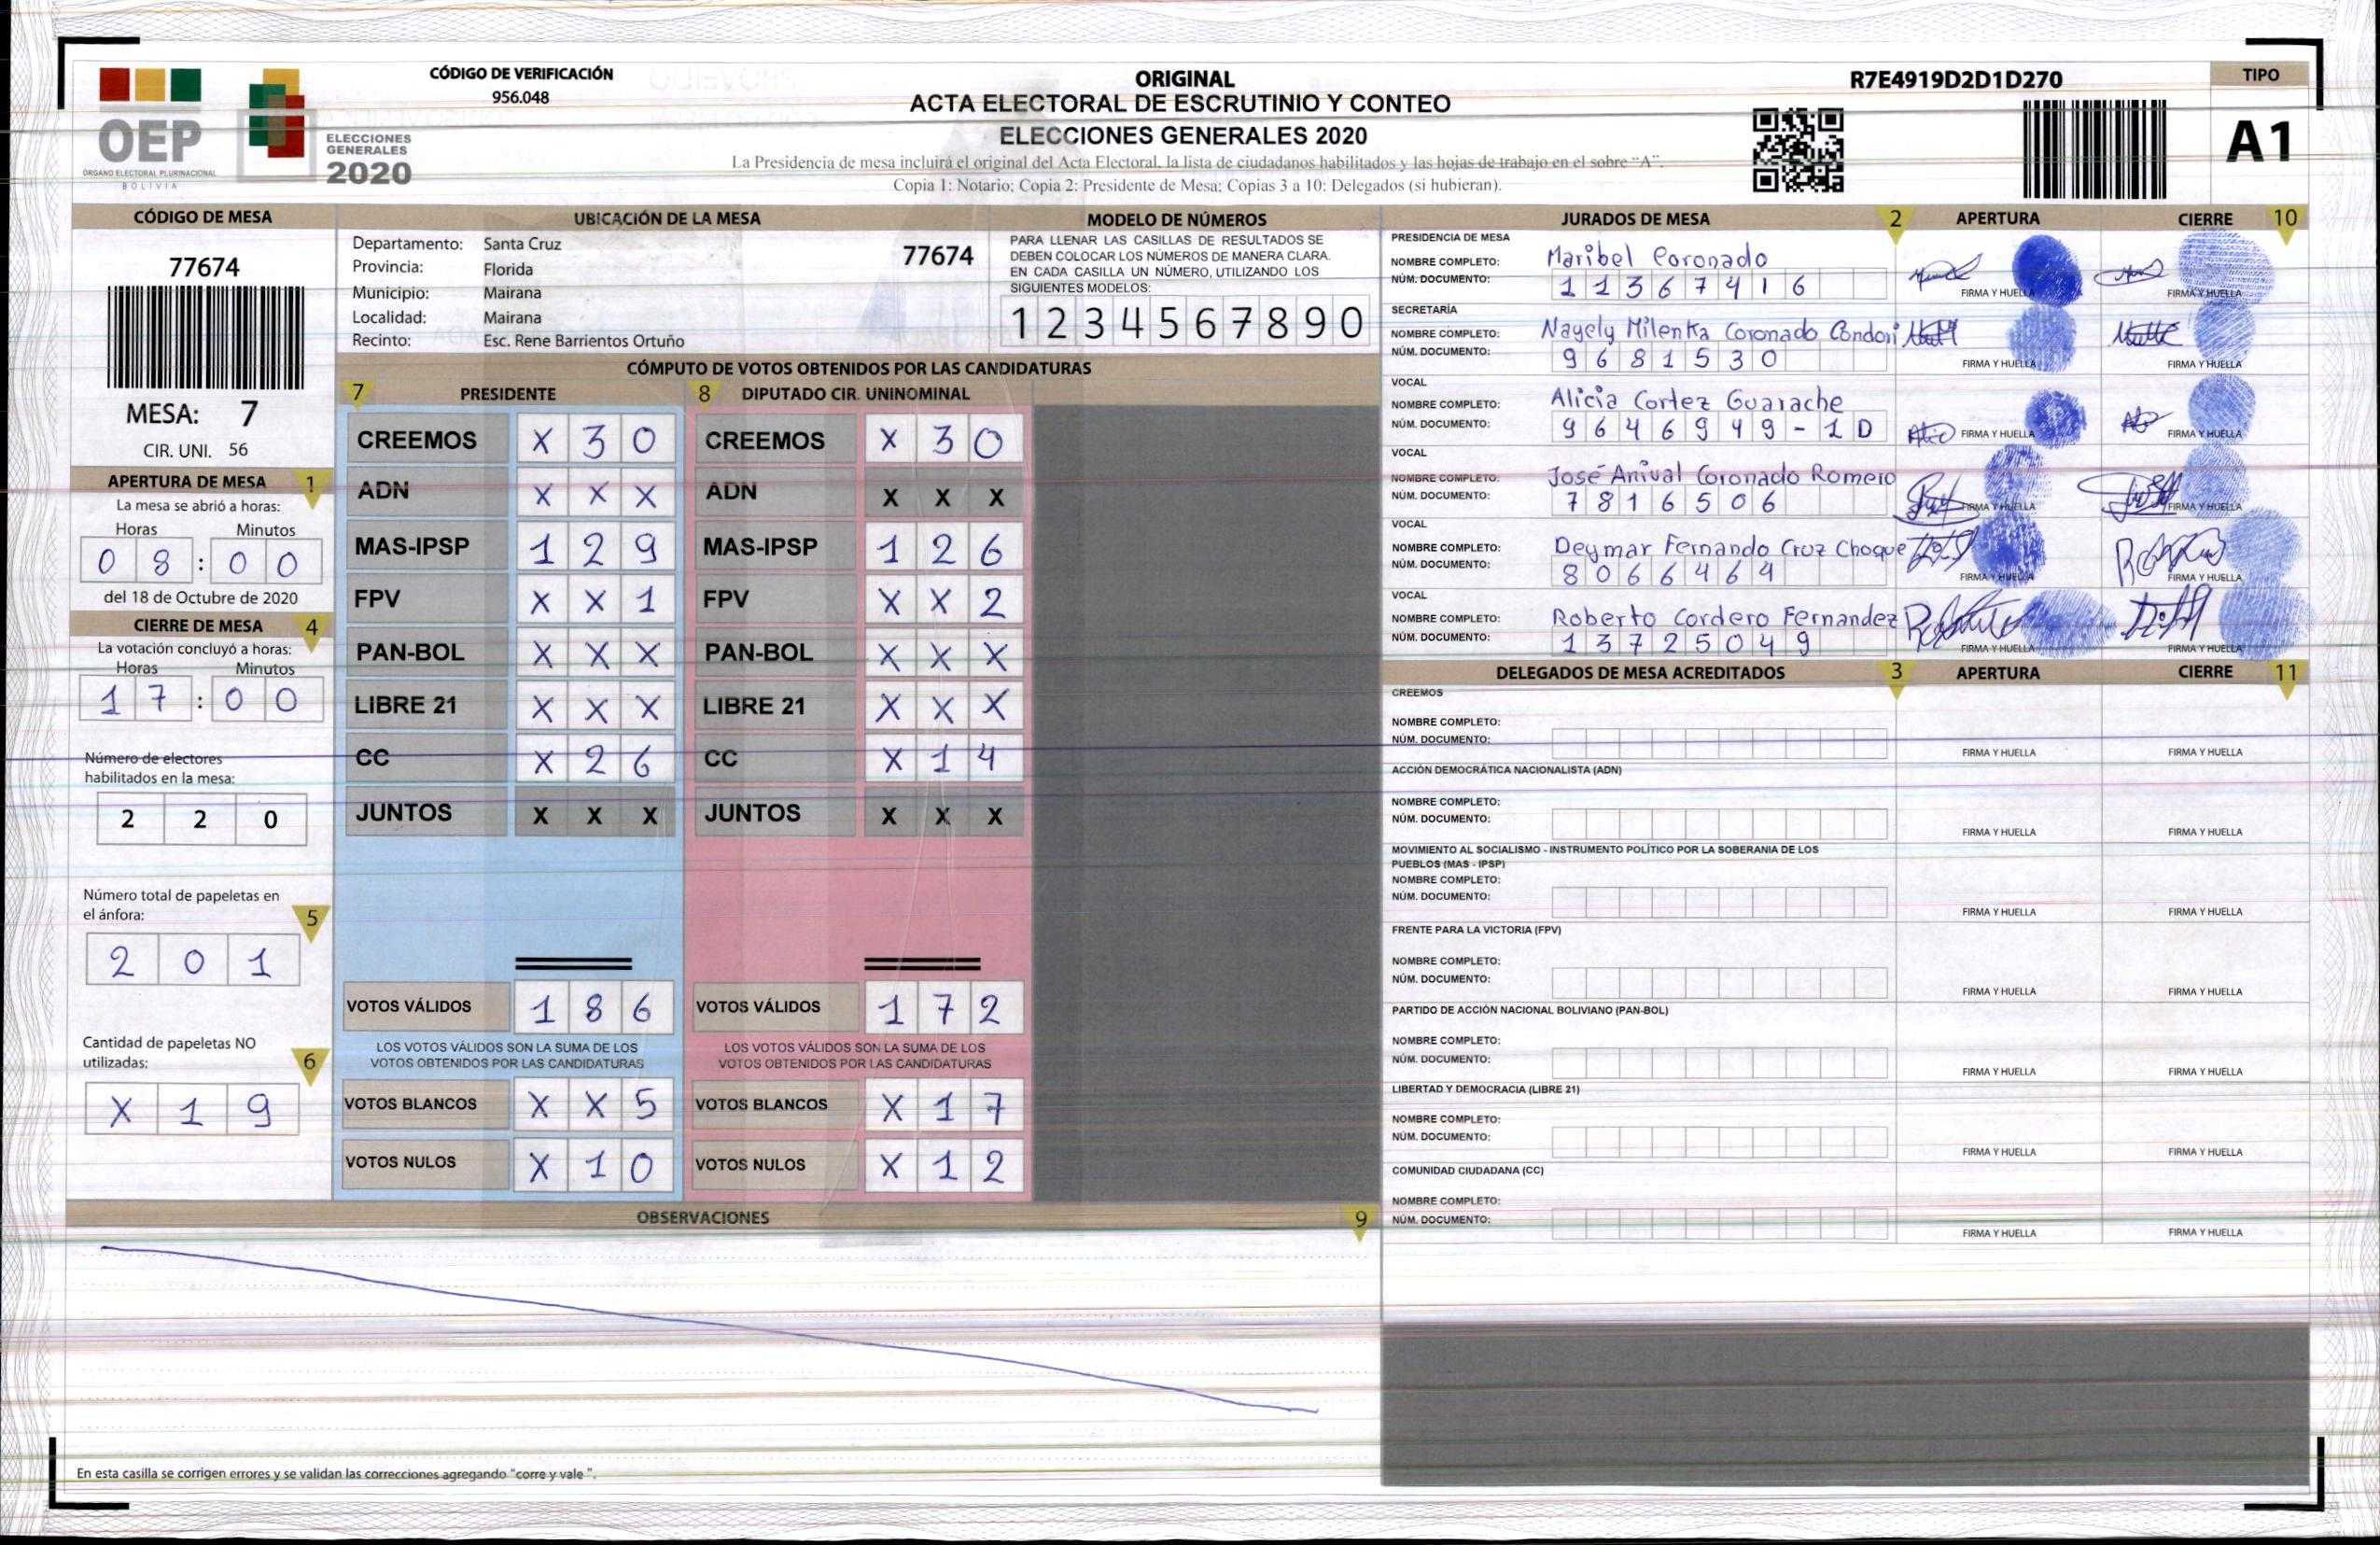 CÓDIGO DE VERIFICACIÓN
956.048
ORIGINAL
ACTA ELECTORAL DE ESCRUTINIO Y CONTEO
ELECCIONES GENERALES 2020
La Presidencia de mesa incluirá el original del Acta Electoral, la lista de ciudadanos habilitados y las hojas de trabajo en el sobre "A".
Copia 1: Notario; Copia 2: Presidente de Mesa; Copias 3 a 10: Delegados (si hubieran).
R7E4919D2D1D270
TIPO
A1
OEP
ÓRGANO ELECTORAL PLURINACIONAL
BOLIVIA
ELECCIONES
GENERALES
2020
CÓDIGO DE MESA
77674
MESA: 7
CIR. UNI. 56
APERTURA DE MESA 1
La mesa se abrió a horas:
Horas Minutos
0 8 : 0 0
del 18 de Octubre de 2020
CIERRE DE MESA 4
La votación concluyó a horas:
Horas Minutos
1 7 : 0 0
Número de electores
habilitados en la mesa:
2 2 0
Número total de papeletas en
el ánfora: 5
2 0 1
Cantidad de papeletas NO
utilizadas: 6
X 1 9
UBICACIÓN DE LA MESA
Departamento: Santa Cruz
Provincia: Florida
Municipio: Mairana
Localidad: Mairana
Recinto: Esc. Rene Barrientos Ortuño
77674
MODELO DE NÚMEROS
PARA LLENAR LAS CASILLAS DE RESULTADOS SE
DEBEN COLOCAR LOS NÚMEROS DE MANERA CLARA.
EN CADA CASILLA UN NÚMERO, UTILIZANDO LOS
SIGUIENTES MODELOS:
1 2 3 4 5 6 7 8 9 0
CÓMPUTO DE VOTOS OBTENIDOS POR LAS CANDIDATURAS
7 PRESIDENTE
CREEMOS X 3 0
ADN X X X
MAS-IPSP 1 2 9
FPV X X 1
PAN-BOL X X X
LIBRE 21 X X X
CC X 2 6
JUNTOS X X X
VOTOS VÁLIDOS 1 8 6
LOS VOTOS VÁLIDOS SON LA SUMA DE LOS
VOTOS OBTENIDOS POR LAS CANDIDATURAS
VOTOS BLANCOS X X 5
VOTOS NULOS X 1 0
8 DIPUTADO CIR. UNINOMINAL
CREEMOS X 3 0
ADN X X X
MAS-IPSP 1 2 6
FPV X X 2
PAN-BOL X X X
LIBRE 21 X X X
CC X 1 4
JUNTOS X X X
VOTOS VÁLIDOS 1 7 2
LOS VOTOS VÁLIDOS SON LA SUMA DE LOS
VOTOS OBTENIDOS POR LAS CANDIDATURAS
VOTOS BLANCOS X 1 7
VOTOS NULOS X 1 2
OBSERVACIONES 9
En esta casilla se corrigen errores y se validan las correcciones agregando "corre y vale ".
JURADOS DE MESA 2 APERTURA CIERRE 10
PRESIDENCIA DE MESA
NOMBRE COMPLETO: Maribel Coronado
NÚM. DOCUMENTO: 1 1 3 6 7 4 1 6
FIRMA Y HUELLA FIRMA Y HUELLA
SECRETARÍA
NOMBRE COMPLETO: Nayely Milenka Coronado Condori
NÚM. DOCUMENTO: 9 6 8 1 5 3 0
FIRMA Y HUELLA FIRMA Y HUELLA
VOCAL
NOMBRE COMPLETO: Alicia Cortez Guarache
NÚM. DOCUMENTO: 9 6 4 6 9 4 9 - 1 D
FIRMA Y HUELLA FIRMA Y HUELLA
VOCAL
NOMBRE COMPLETO: José Anival Coronado Romero
NÚM. DOCUMENTO: 7 8 1 6 5 0 6
FIRMA Y HUELLA FIRMA Y HUELLA
VOCAL
NOMBRE COMPLETO: Deymar Fernando Cruz Choque
NÚM. DOCUMENTO: 8 0 6 6 4 6 4
FIRMA Y HUELLA FIRMA Y HUELLA
VOCAL
NOMBRE COMPLETO: Roberto Cordero Fernandez
NÚM. DOCUMENTO: 1 3 7 2 5 0 4 9
FIRMA Y HUELLA FIRMA Y HUELLA
DELEGADOS DE MESA ACREDITADOS 3 APERTURA CIERRE 11
CREEMOS
NOMBRE COMPLETO:
NÚM. DOCUMENTO:
FIRMA Y HUELLA FIRMA Y HUELLA
ACCIÓN DEMOCRÁTICA NACIONALISTA (ADN)
NOMBRE COMPLETO:
NÚM. DOCUMENTO:
FIRMA Y HUELLA FIRMA Y HUELLA
MOVIMIENTO AL SOCIALISMO - INSTRUMENTO POLÍTICO POR LA SOBERANIA DE LOS
PUEBLOS (MAS - IPSP)
NOMBRE COMPLETO:
NÚM. DOCUMENTO:
FIRMA Y HUELLA FIRMA Y HUELLA
FRENTE PARA LA VICTORIA (FPV)
NOMBRE COMPLETO:
NÚM. DOCUMENTO:
FIRMA Y HUELLA FIRMA Y HUELLA
PARTIDO DE ACCIÓN NACIONAL BOLIVIANO (PAN-BOL)
NOMBRE COMPLETO:
NÚM. DOCUMENTO:
FIRMA Y HUELLA FIRMA Y HUELLA
LIBERTAD Y DEMOCRACIA (LIBRE 21)
NOMBRE COMPLETO:
NÚM. DOCUMENTO:
FIRMA Y HUELLA FIRMA Y HUELLA
COMUNIDAD CIUDADANA (CC)
NOMBRE COMPLETO:
NÚM. DOCUMENTO:
FIRMA Y HUELLA FIRMA Y HUELLA